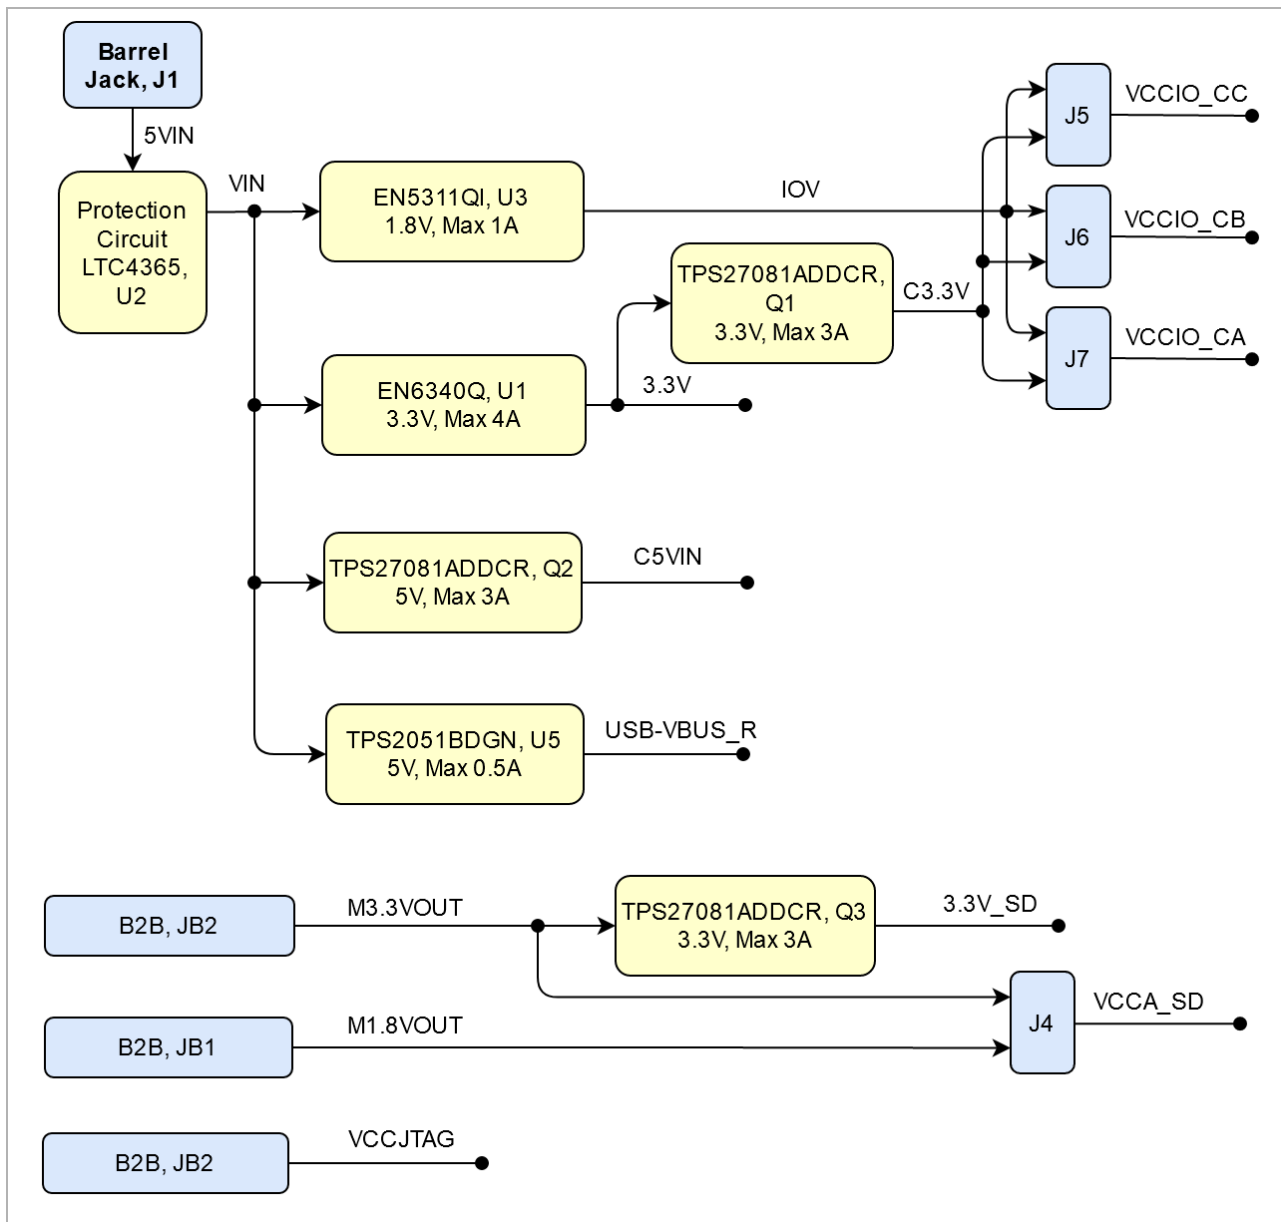 Barrel
Jack, J1
5VIN
Protection
Circuit
LTC4365,
U2
VIN
EN5311QI, U3
1.8V, Max 1A
IOV
TPS27081ADDCR,
Q1
3.3V, Max 3A
C3.3V
J5
VCCIO_CC
J6
VCCIO_CB
J7
VCCIO_CA
EN6340Q, U1
3.3V, Max 4A
3.3V
TPS27081ADDCR, Q2
5V, Max 3A
C5VIN
TPS2051BDGN, U5
5V, Max 0.5A
USB-VBUS_R
B2B, JB2
M3.3VOUT
TPS27081ADDCR, Q3
3.3V, Max 3A
3.3V_SD
B2B, JB1
M1.8VOUT
J4
VCCA_SD
B2B, JB2
VCCJTAG